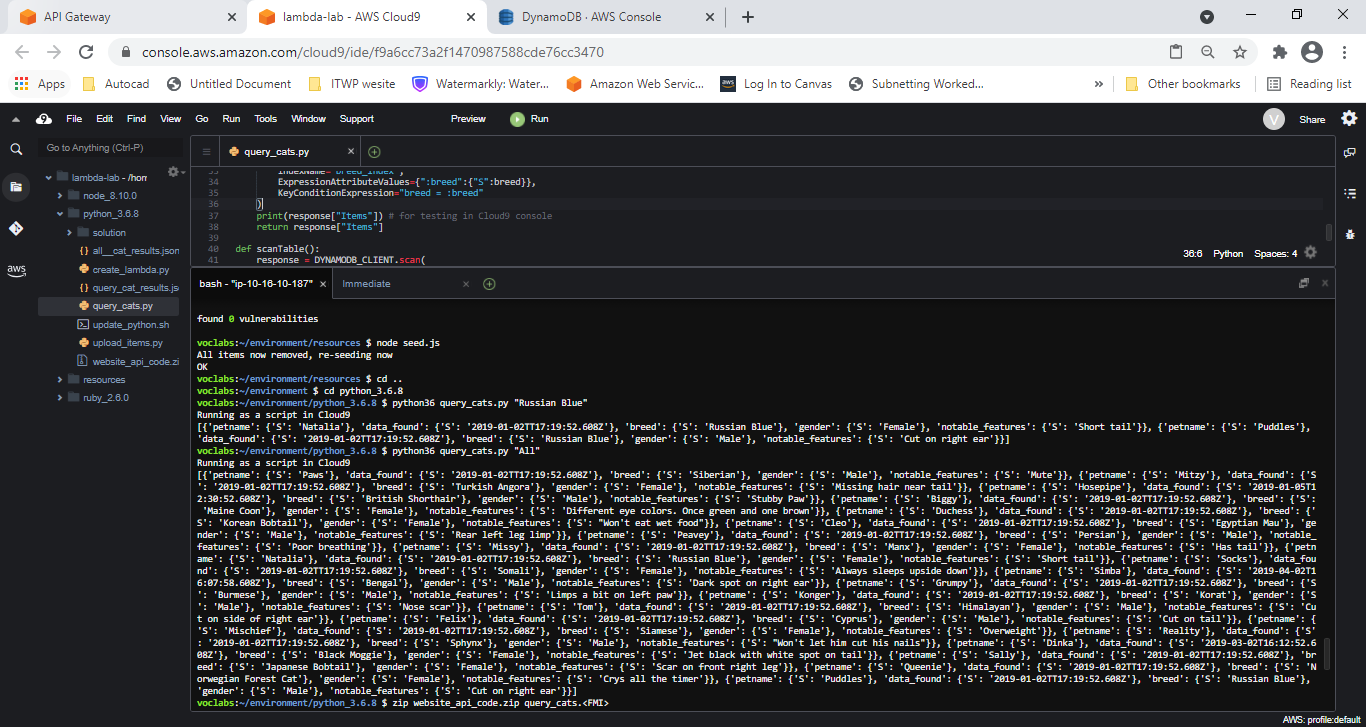 API Gateway
lambda-lab - AWS Cloud9
DynamoDB · AWS Console
console.aws.amazon.com/cloud9/ide/f9a6cc73a2f1470987588cde76cc3470
Apps Autocad Untitled Document ITWP wesite Watermarkly: Water... Amazon Web Servic... Log In to Canvas Subnetting Worked... » Other bookmarks Reading list
File Edit Find View Go Run Tools Window Support Preview Run V Share
Go to Anything (Ctrl-P)
lambda-lab - /hom
node_8.10.0
python_3.6.8
solution
all__cat_results.json
create_lambda.py
query_cat_results.js
query_cats.py
update_python.sh
upload_items.py
website_api_code.zi
resources
ruby_2.6.0
aws
query_cats.py
33 IndexName="breed_index",
34 ExpressionAttributeValues={":breed":{"S":breed}},
35 KeyConditionExpression="breed = :breed"
36 )
37 print(response["Items"]) # for testing in Cloud9 console
38 return response["Items"]
39
40 def scanTable():
41 response = DYNAMODB_CLIENT.scan(
36:6 Python Spaces: 4
bash - "ip-10-16-10-187" Immediate
found 0 vulnerabilities
voclabs:~/environment/resources $ node seed.js
All items now removed, re-seeding now
OK
voclabs:~/environment/resources $ cd ..
voclabs:~/environment $ cd python_3.6.8
voclabs:~/environment/python_3.6.8 $ python36 query_cats.py "Russian Blue"
Running as a script in Cloud9
[{'petname': {'S': 'Natalia'}, 'data_found': {'S': '2019-01-02TT17:19:52.608Z'}, 'breed': {'S': 'Russian Blue'}, 'gender': {'S': 'Female'}, 'notable_features': {'S': 'Short tail'}}, {'petname': {'S': 'Puddles'},
'data_found': {'S': '2019-01-02TT17:19:52.608Z'}, 'breed': {'S': 'Russian Blue'}, 'gender': {'S': 'Male'}, 'notable_features': {'S': 'Cut on right ear'}}]
voclabs:~/environment/python_3.6.8 $ python36 query_cats.py "All"
Running as a script in Cloud9
[{'petname': {'S': 'Paws'}, 'data_found': {'S': '2019-01-02TT17:19:52.608Z'}, 'breed': {'S': 'Siberian'}, 'gender': {'S': 'Male'}, 'notable_features': {'S': 'Mute'}}, {'petname': {'S': 'Mitzy'}, 'data_found': {'S
': '2019-01-02TT17:19:52.608Z'}, 'breed': {'S': 'Turkish Angora'}, 'gender': {'S': 'Female'}, 'notable_features': {'S': 'Missing hair near tail'}}, {'petname': {'S': 'Hosepipe'}, 'data_found': {'S': '2019-01-05T1
2:30:52.608Z'}, 'breed': {'S': 'British Shorthair'}, 'gender': {'S': 'Male'}, 'notable_features': {'S': 'Stubby Paw'}}, {'petname': {'S': 'Biggy'}, 'data_found': {'S': '2019-01-02TT17:19:52.608Z'}, 'breed': {'S':
'Maine Coon'}, 'gender': {'S': 'Female'}, 'notable_features': {'S': 'Different eye colors. Once green and one brown'}}, {'petname': {'S': 'Duchess'}, 'data_found': {'S': '2019-01-02TT17:19:52.608Z'}, 'breed': {'
S': 'Korean Bobtail'}, 'gender': {'S': 'Female'}, 'notable_features': {'S': "Won't eat wet food"}}, {'petname': {'S': 'Cleo'}, 'data_found': {'S': '2019-01-02TT17:19:52.608Z'}, 'breed': {'S': 'Egyptian Mau'}, 'ge
nder': {'S': 'Male'}, 'notable_features': {'S': 'Rear left leg limp'}}, {'petname': {'S': 'Peavey'}, 'data_found': {'S': '2019-01-02TT17:19:52.608Z'}, 'breed': {'S': 'Persian'}, 'gender': {'S': 'Male'}, 'notable_
features': {'S': 'Poor breathing'}}, {'petname': {'S': 'Missy'}, 'data_found': {'S': '2019-01-02TT17:19:52.608Z'}, 'breed': {'S': 'Manx'}, 'gender': {'S': 'Female'}, 'notable_features': {'S': 'Has tail'}}, {'petn
ame': {'S': 'Natalia'}, 'data_found': {'S': '2019-01-02TT17:19:52.608Z'}, 'breed': {'S': 'Russian Blue'}, 'gender': {'S': 'Female'}, 'notable_features': {'S': 'Short tail'}}, {'petname': {'S': 'Socks'}, 'data_fou
nd': {'S': '2019-01-02TT17:19:52.608Z'}, 'breed': {'S': 'Somali'}, 'gender': {'S': 'Female'}, 'notable_features': {'S': 'Always sleeps upside down'}}, {'petname': {'S': 'Simba'}, 'data_found': {'S': '2019-04-02T1
6:07:58.608Z'}, 'breed': {'S': 'Bengal'}, 'gender': {'S': 'Male'}, 'notable_features': {'S': 'Dark spot on right ear'}}, {'petname': {'S': 'Grumpy'}, 'data_found': {'S': '2019-01-02TT17:19:52.608Z'}, 'breed': {'S
': 'Burmese'}, 'gender': {'S': 'Male'}, 'notable_features': {'S': 'Limps a bit on left paw'}}, {'petname': {'S': 'Konger'}, 'data_found': {'S': '2019-01-02TT17:19:52.608Z'}, 'breed': {'S': 'Korat'}, 'gender': {'S
': 'Male'}, 'notable_features': {'S': 'Nose scar'}}, {'petname': {'S': 'Tom'}, 'data_found': {'S': '2019-01-02TT17:19:52.608Z'}, 'breed': {'S': 'Himalayan'}, 'gender': {'S': 'Male'}, 'notable_features': {'S': 'Cu
t on side of right ear'}}, {'petname': {'S': 'Felix'}, 'data_found': {'S': '2019-01-02TT17:19:52.608Z'}, 'breed': {'S': 'Cyprus'}, 'gender': {'S': 'Male'}, 'notable_features': {'S': 'Cut on tail'}}, {'petname': {
'S': 'Mischief'}, 'data_found': {'S': '2019-01-02TT17:19:52.608Z'}, 'breed': {'S': 'Siamese'}, 'gender': {'S': 'Female'}, 'notable_features': {'S': 'Overweight'}}, {'petname': {'S': 'Reality'}, 'data_found': {'S':
'2019-01-02TT17:19:52.608Z'}, 'breed': {'S': 'Sphynx'}, 'gender': {'S': 'Male'}, 'notable_features': {'S': "Won't let him cut his nails"}}, {'petname': {'S': 'Dinka'}, 'data_found': {'S': '2019-03-02T16:12:52.6
08Z'}, 'breed': {'S': 'Black Moggie'}, 'gender': {'S': 'Female'}, 'notable_features': {'S': 'Jet black with white spot on tail'}}, {'petname': {'S': 'Sally'}, 'data_found': {'S': '2019-01-02TT17:19:52.608Z'}, 'br
eed': {'S': 'Japanese Bobtail'}, 'gender': {'S': 'Female'}, 'notable_features': {'S': 'Scar on front right leg'}}, {'petname': {'S': 'Queenie'}, 'data_found': {'S': '2019-01-02TT17:19:52.608Z'}, 'breed': {'S': 'N
orwegian Forest Cat'}, 'gender': {'S': 'Female'}, 'notable_features': {'S': 'Crys all the timer'}}, {'petname': {'S': 'Puddles'}, 'data_found': {'S': '2019-01-02TT17:19:52.608Z'}, 'breed': {'S': 'Russian Blue'},
'gender': {'S': 'Male'}, 'notable_features': {'S': 'Cut on right ear'}}]
voclabs:~/environment/python_3.6.8 $ zip website_api_code.zip query_cats.<FMI>
AWS: profile:default